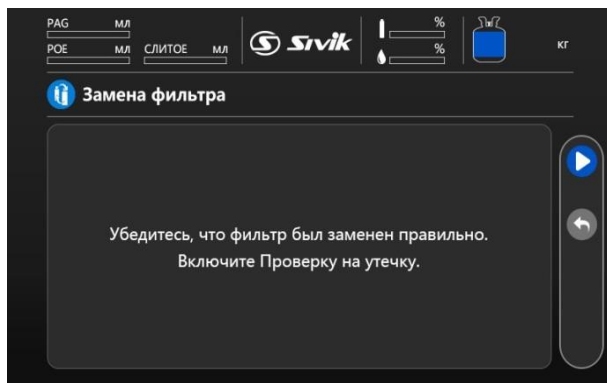 PAG мл
POE мл СЛИТОЕ мл
Sivik
%
%
кг
Замена фильтра
Убедитесь, что фильтр был заменен правильно.
Включите Проверку на утечку.